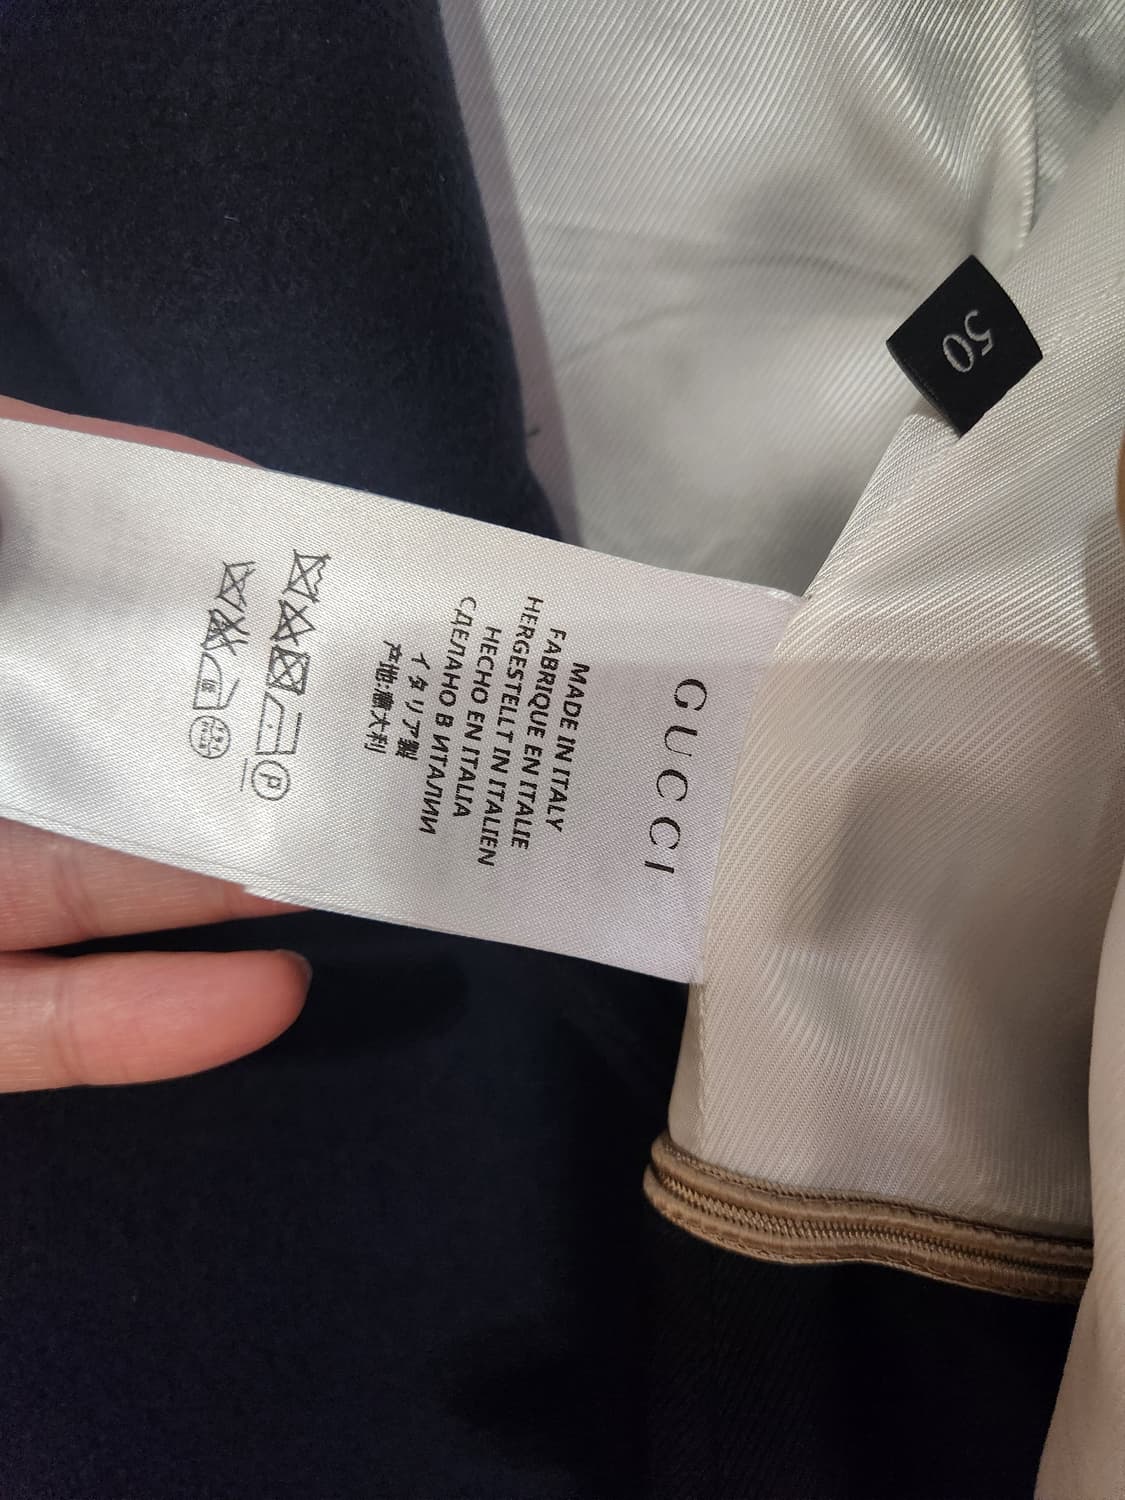 GUCCI
MADE IN ITALY
FABRIQUE EN ITALIE
HERGESTELLT IN ITALIEN
HECHO EN ITALIA
СДЕЛАНО В ИТАЛИИ
イタリア製
产地:意大利
P
50